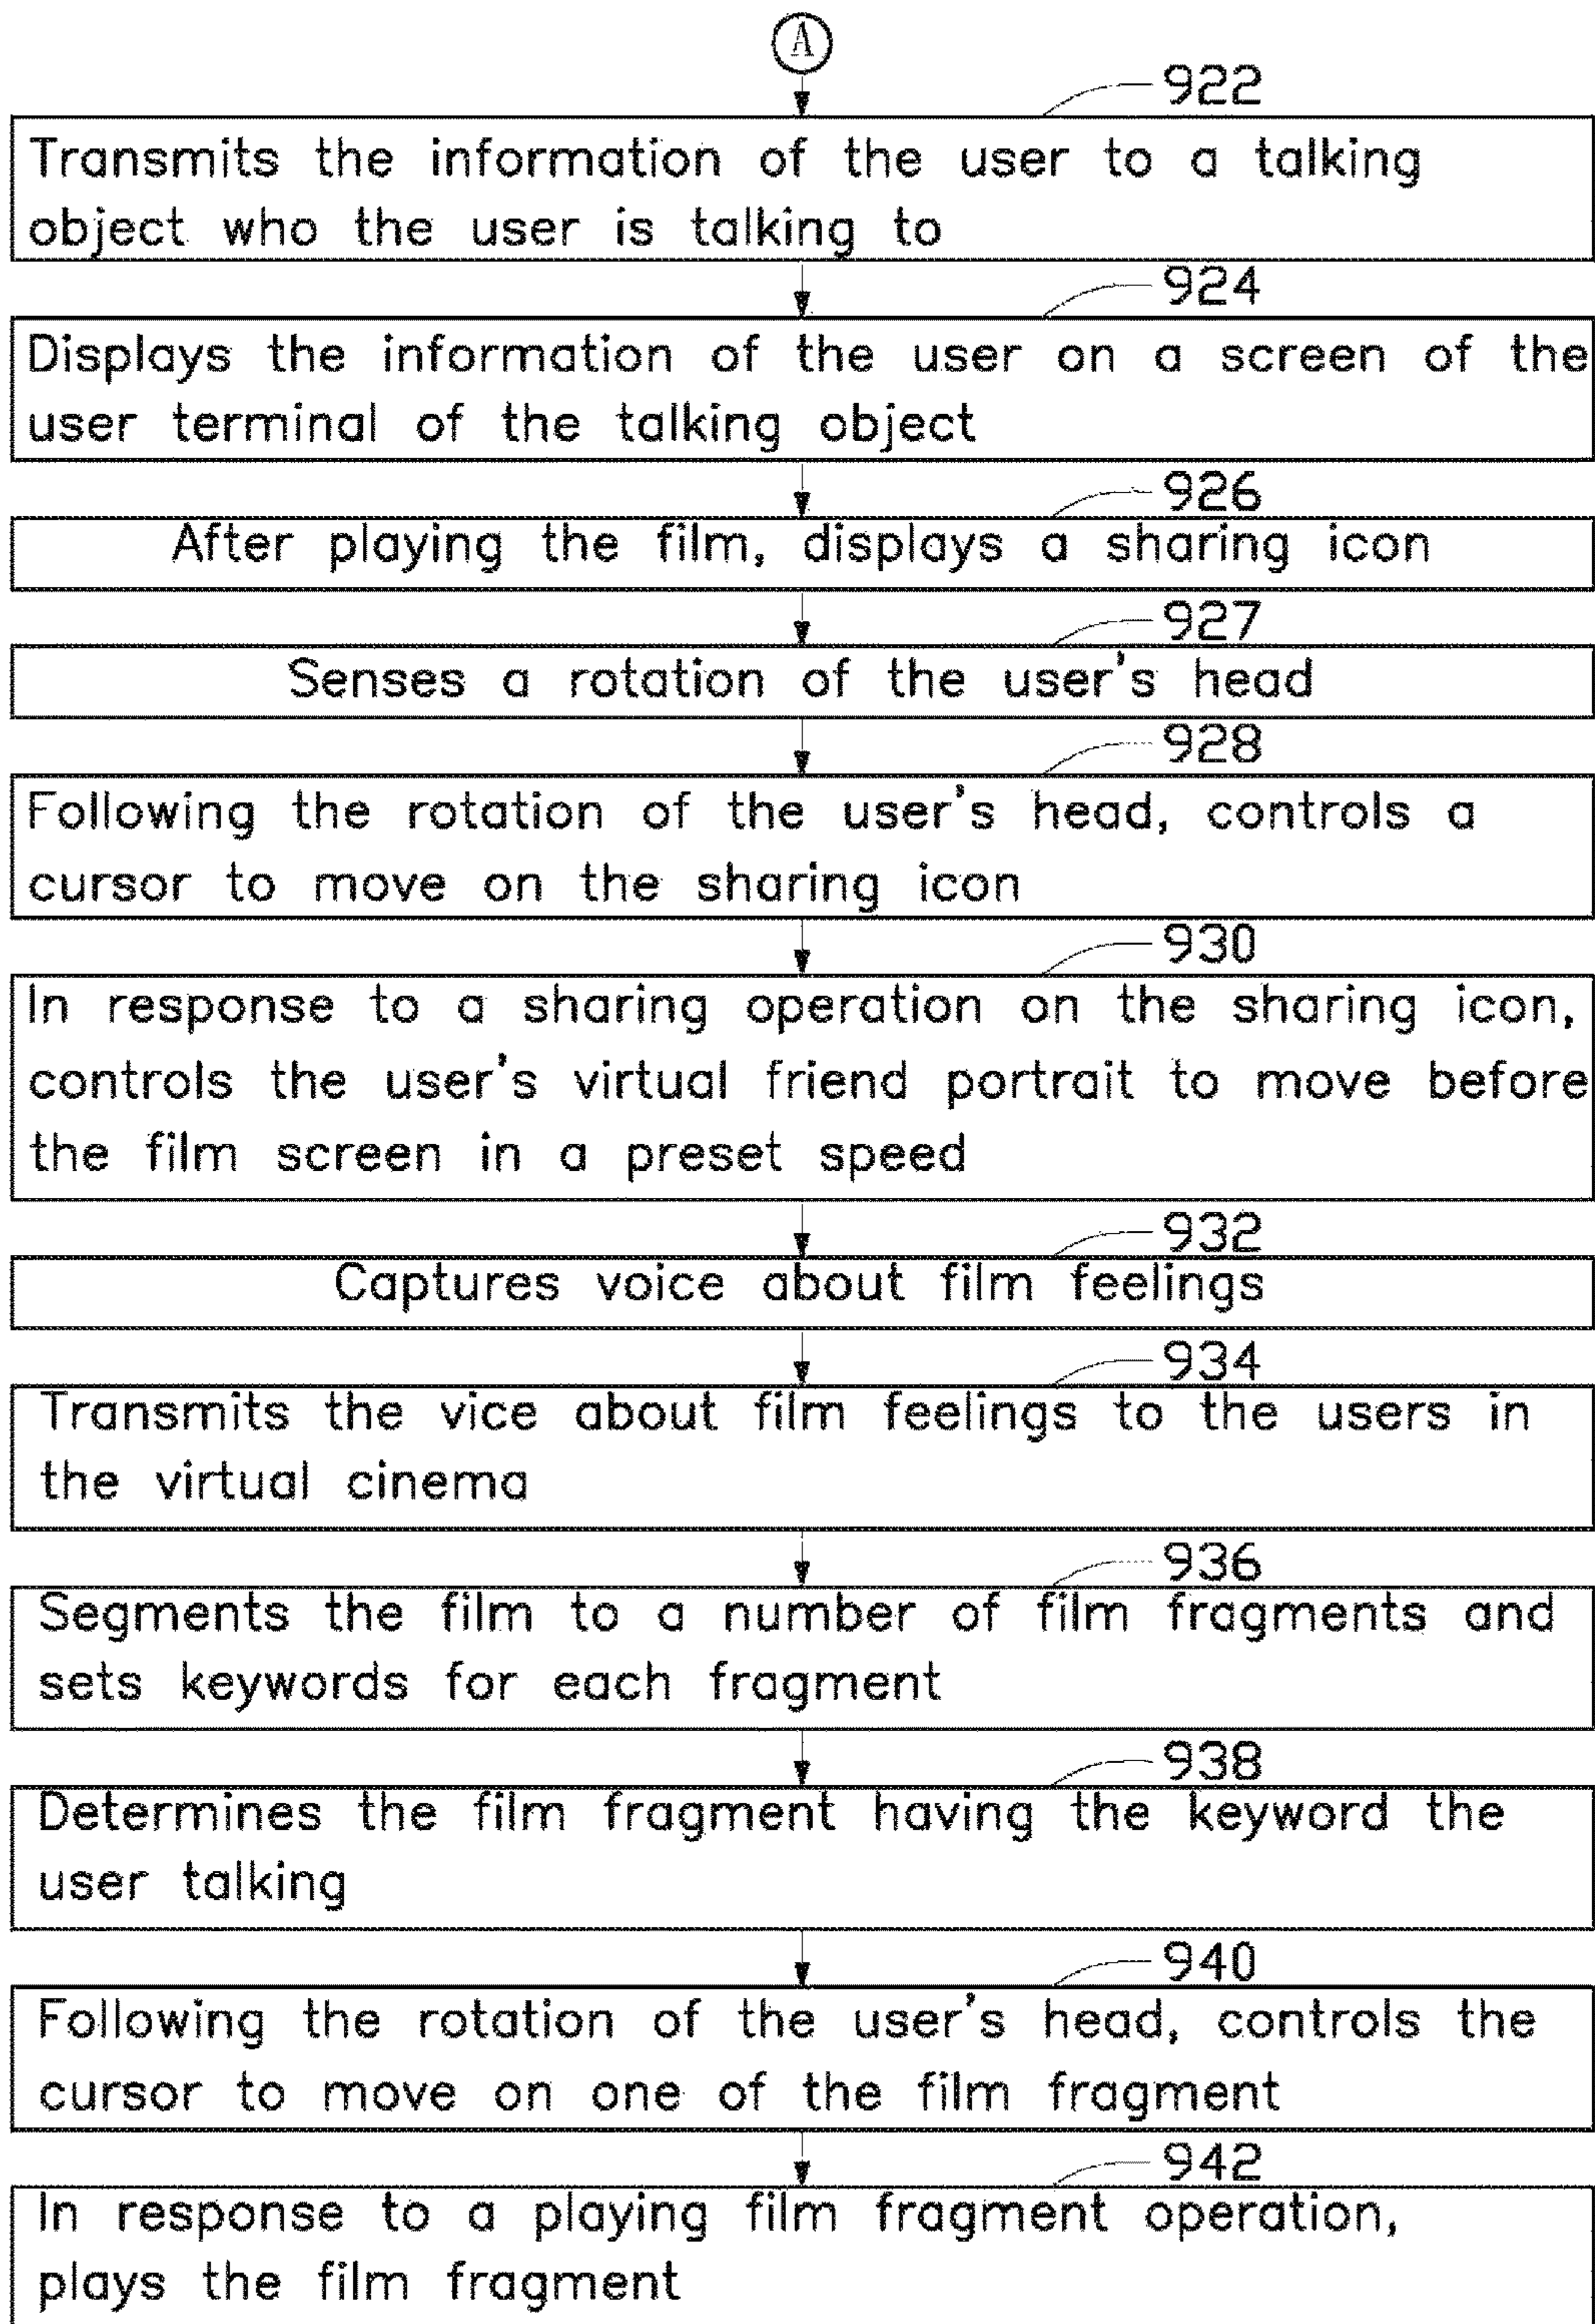 A
922
Transmits the information of the user to a talking
object who the user is talking to
924
Displays the information of the user on a screen of the
user terminal of the talking object
926
After playing the film, displays a sharing icon
927
Senses a rotation of the user's head
928
Following the rotation of the user's head, controls a
cursor to move on the sharing icon
930
In response to a sharing operation on the sharing icon,
controls the user's virtual friend portrait to move before
the film screen in a preset speed
932
Captures voice about film feelings
934
Transmits the vice about film feelings to the users in
the virtual cinema
936
Segments the film to a number of film fragments and
sets keywords for each fragment
938
Determines the film fragment having the keyword the
user talking
940
Following the rotation of the user's head, controls the
cursor to move on one of the film fragment
942
In response to a playing film fragment operation,
plays the film fragment